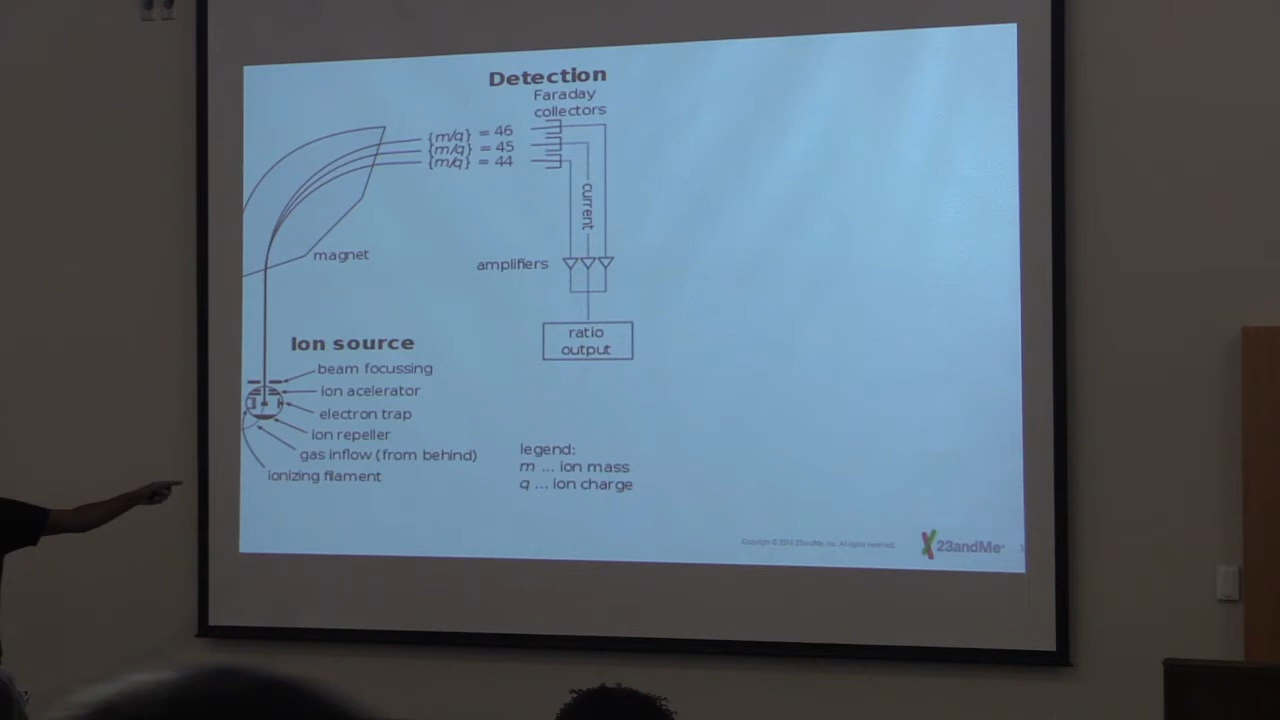 Detection
Faraday
collectors
{m/q} = 46
{m/q} = 45
{m/q} = 44
current
magnet
amplifiers
ratio
output
Ion source
beam focussing
ion acelerator
electron trap
ion repeller
gas inflow (from behind)
ionizing filament
legend:
m ... ion mass
q ... ion charge
23andMe